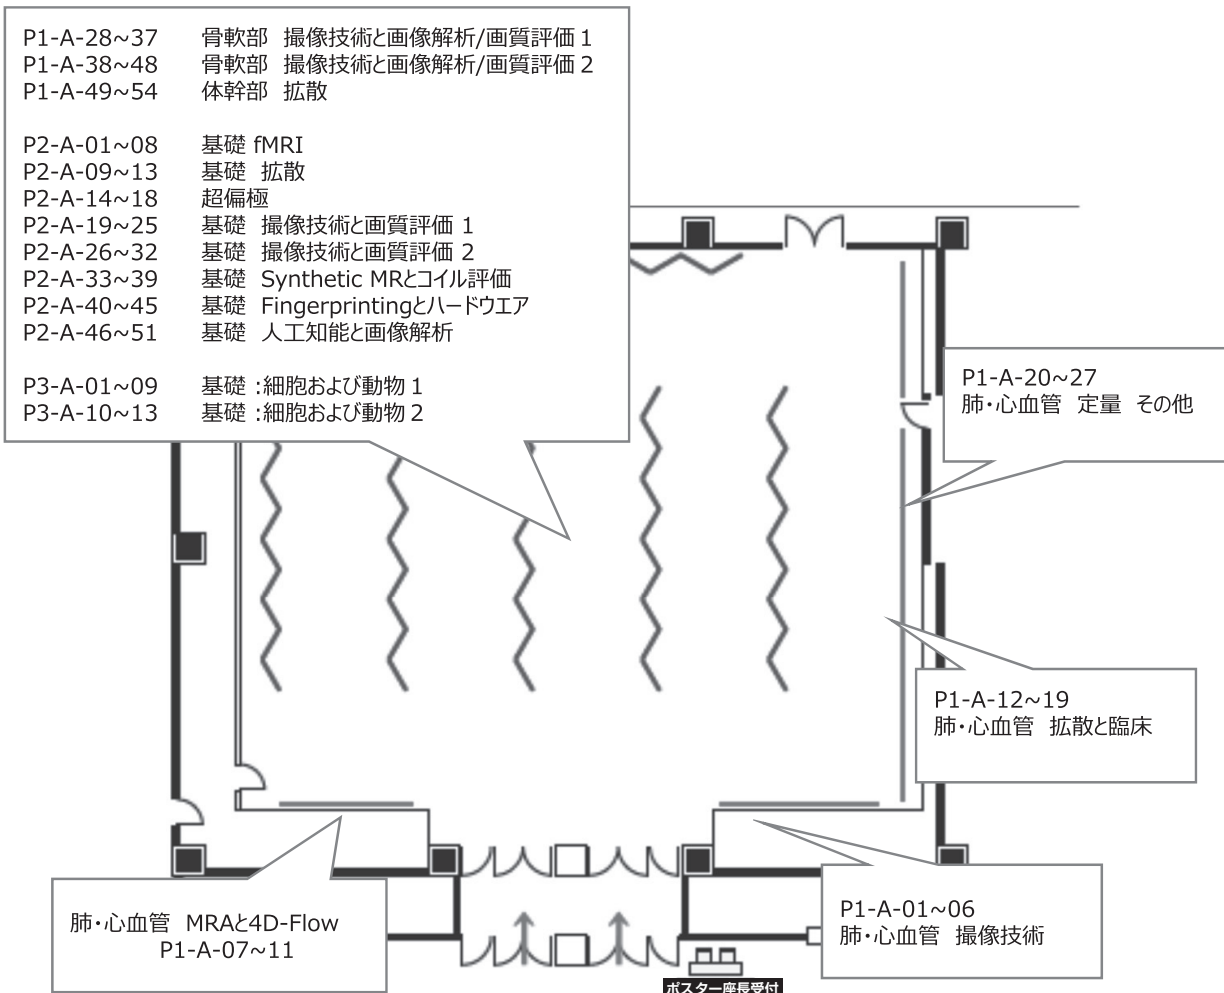 P1-A-28~37 骨軟部 撮像技術と画像解析/画質評価1
P1-A-38~48 骨軟部 撮像技術と画像解析/画質評価2
P1-A-49~54 体幹部 拡散
P2-A-01~08 基礎 fMRI
P2-A-09~13 基礎 拡散
P2-A-14~18 超偏極
P2-A-19~25 基礎 撮像技術と画質評価 1
P2-A-26~32 基礎 撮像技術と画質評価 2
P2-A-33~39 基礎 Synthetic MRとコイル評価
P2-A-40~45 基礎 Fingerprintingとハードウエア
P2-A-46~51 基礎 人工知能と画像解析
P3-A-01~09 基礎 :細胞および動物1
P3-A-10~13 基礎 :細胞および動物2
P1-A-20~27
肺・心血管 定量 その他
P1-A-12~19
肺・心血管 拡散と臨床
肺・心血管 MRAと4D-Flow
P1-A-07~11
P1-A-01~06
肺・心血管 撮像技術
ポスター座長受付